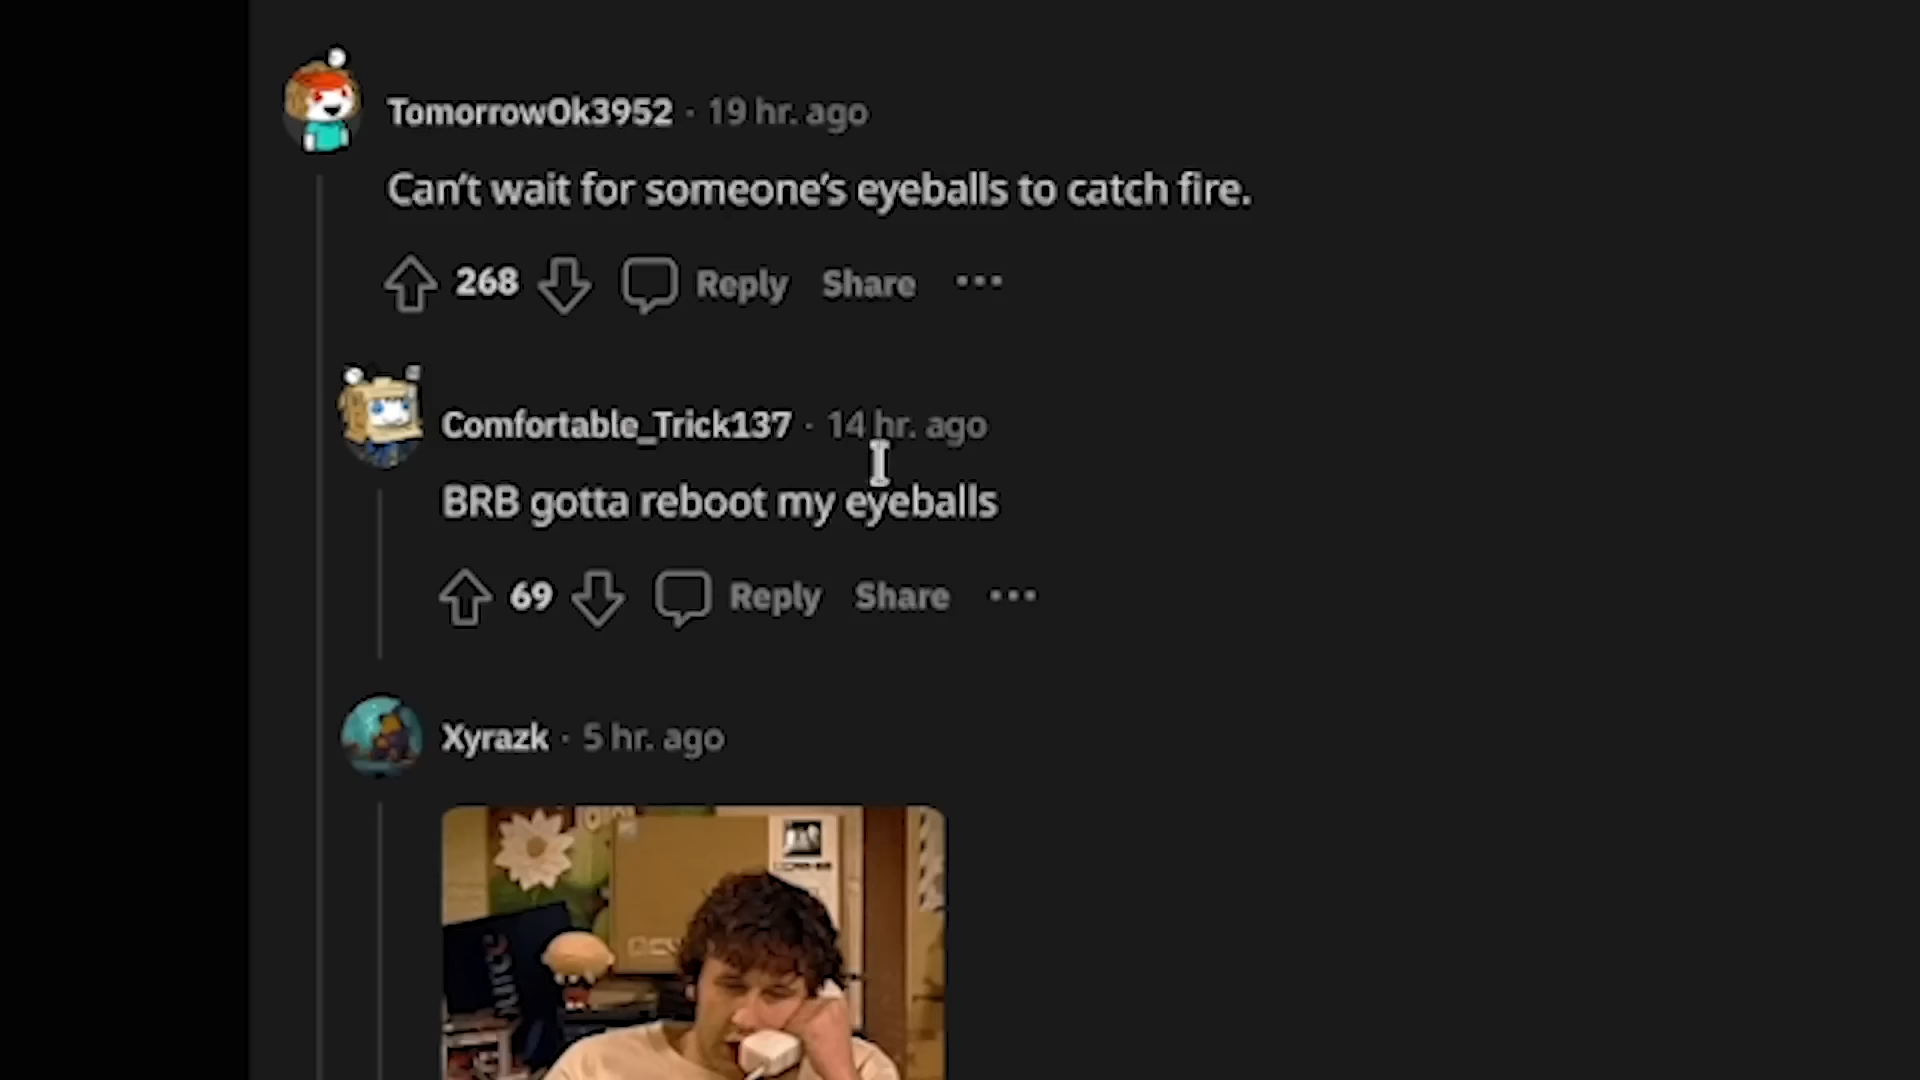 TomorrowOk3952 · 19 hr. ago
Can't wait for someone's eyeballs to catch fire.
268 Reply Share ···
Comfortable_Trick137 · 14 hr. ago
BRB gotta reboot my eyeballs
69 Reply Share ···
Xyrazk · 5 hr. ago